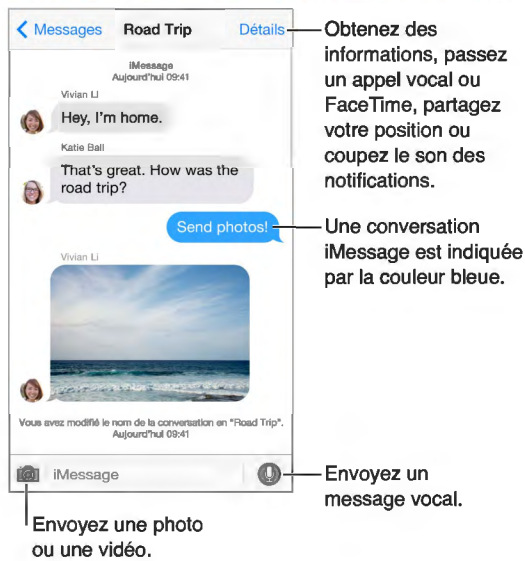 Messages Road Trip Détails
iMessage
Aujourd'hui 09:41
Vivian Li
Hey, I'm home.
Katie Ball
That's great. How was the
road trip?
Send photos!
Vivian Li
Vous avez modifié le nom de la conversation en "Road Trip".
Aujourd'hui 09:41
iMessage
Obtenez des
informations, passez
un appel vocal ou
FaceTime, partagez
votre position ou
coupez le son des
notifications.
Une conversation
iMessage est indiquée
par la couleur bleue.
Envoyez un
message vocal.
Envoyez une photo
ou une vidéo.